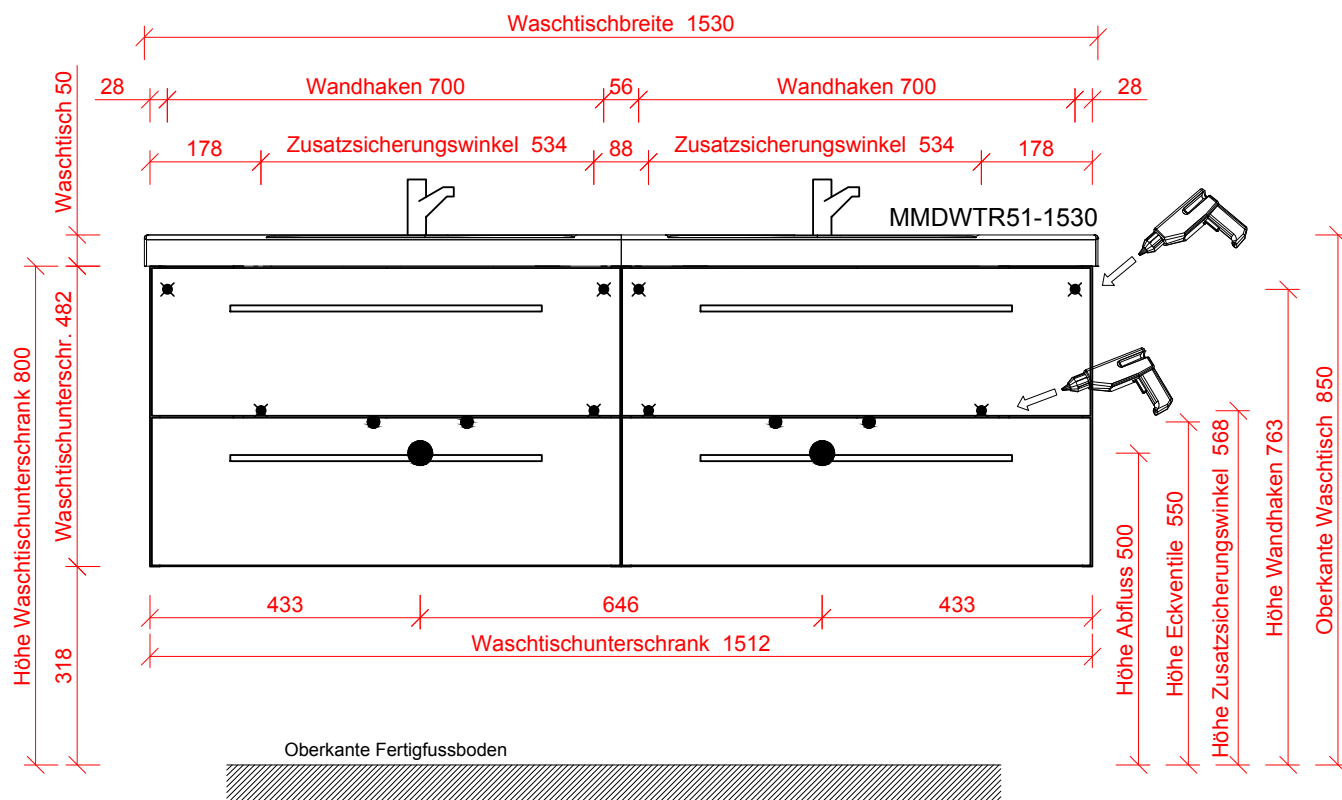 Waschtischbreite 1530
28
Wandhaken 700
56
Wandhaken 700
28
178
Zusatzsicherungswinkel 534
88
Zusatzsicherungswinkel 534
178
MMDWTR51-1530
Waschtisch 50
Waschtischunterschr. 482
Höhe Waschtischunterschrank 800
318
433
646
433
Waschtischunterschrank 1512
Höhe Abfluss 500
Höhe Eckventile 550
Höhe Zusatzsicherungswinkel 568
Höhe Wandhaken 763
Oberkante Waschtisch 850
Oberkante Fertigfussboden